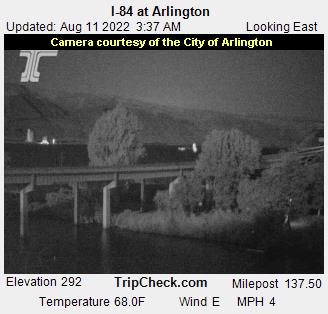 I-84 at Arlington
Updated: Aug 11 2022 3:37 AM Looking East
Camera courtesy of the City of Arlington
Elevation 292 TripCheck.com Milepost 137.50
Temperature 68.0F Wind E MPH 4